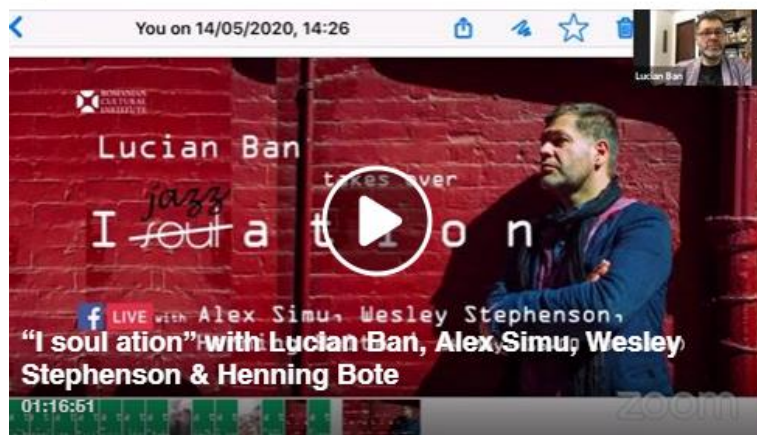 You on 14/05/2020, 14:26
Lucian Ban
ROMANIAN
CULTURAL
INSTITUTE
Lucian Ban
takes over
jazz
I soul a t i o n
f LIVE with Alex Simu, Wesley Stephenson,
“I soul ation” with Lucian Ban, Alex Simu, Wesley
Stephenson & Henning Bote
01:16:51
zoom